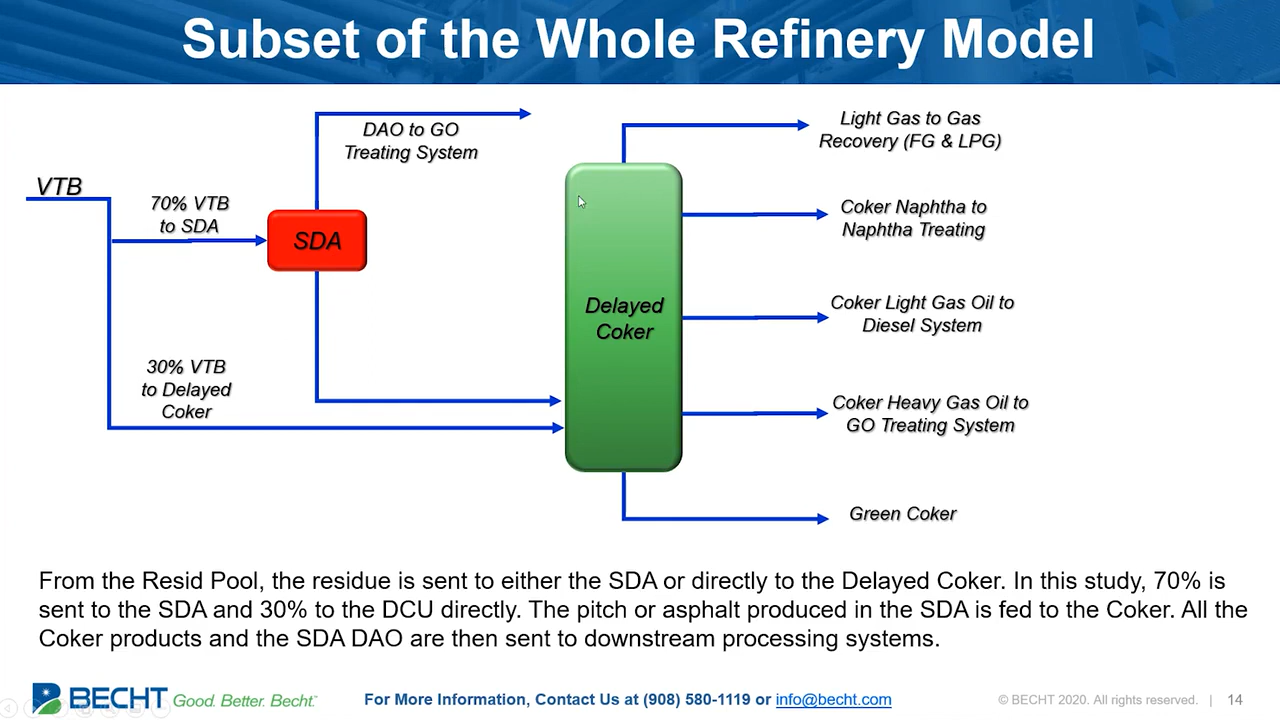 Subset of the Whole Refinery Model
VTB
70% VTB
to SDA
DAO to GO
Treating System
SDA
30% VTB
to Delayed
Coker
Delayed
Coker
Light Gas to Gas
Recovery (FG & LPG)
Coker Naphtha to
Naphtha Treating
Coker Light Gas Oil to
Diesel System
Coker Heavy Gas Oil to
GO Treating System
Green Coker
From the Resid Pool, the residue is sent to either the SDA or directly to the Delayed Coker. In this study, 70% is
sent to the SDA and 30% to the DCU directly. The pitch or asphalt produced in the SDA is fed to the Coker. All the
Coker products and the SDA DAO are then sent to downstream processing systems.
BECHT Good. Better. Becht.
For More Information, Contact Us at (908) 580-1119 or info@becht.com
© BECHT 2020. All rights reserved. | 14